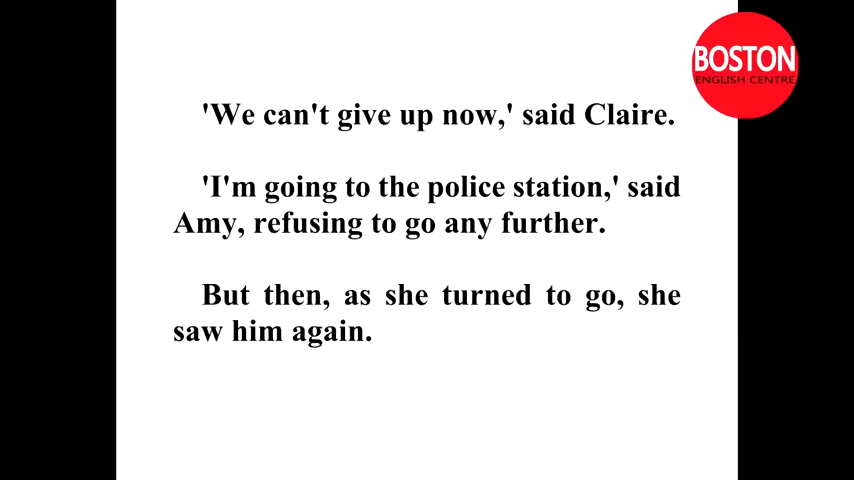 BOSTON
ENGLISH CENTRE
'We can't give up now,' said Claire.
'I'm going to the police station,' said
Amy, refusing to go any further.
But then, as she turned to go, she
saw him again.